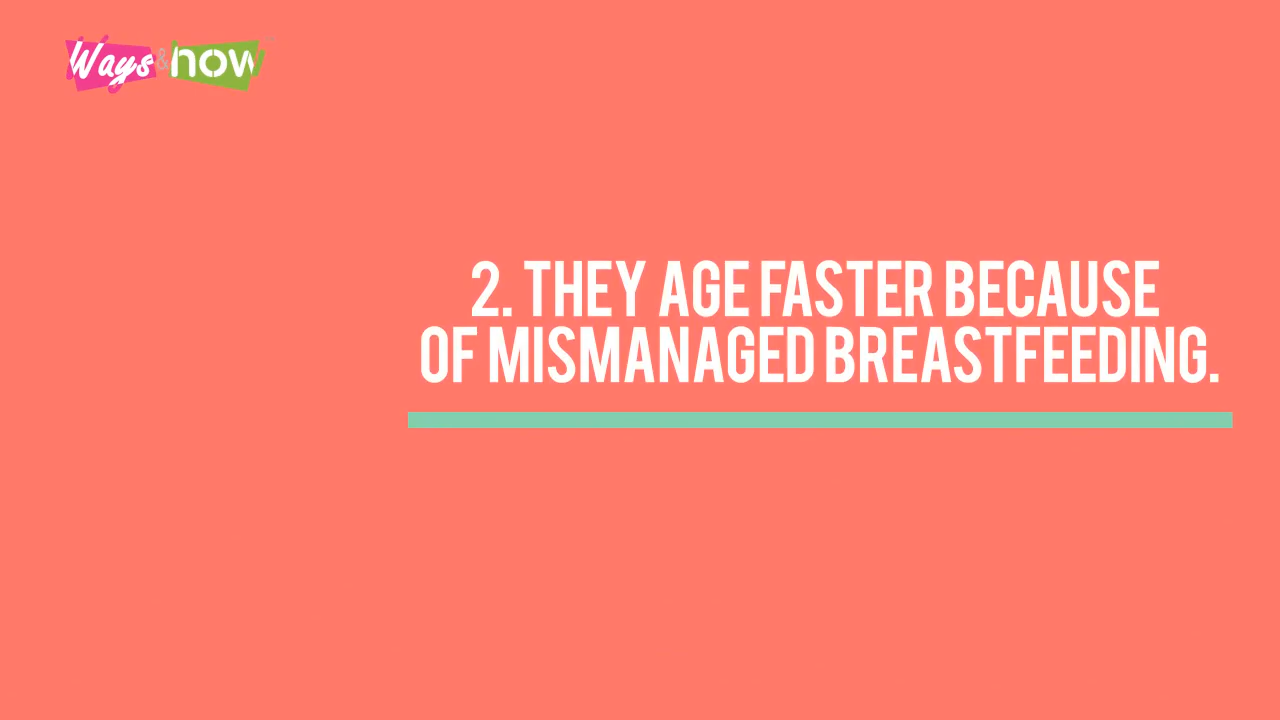 Ways & now
2. THEY AGE FASTER BECAUSE
OF MISMANAGED BREASTFEEDING.